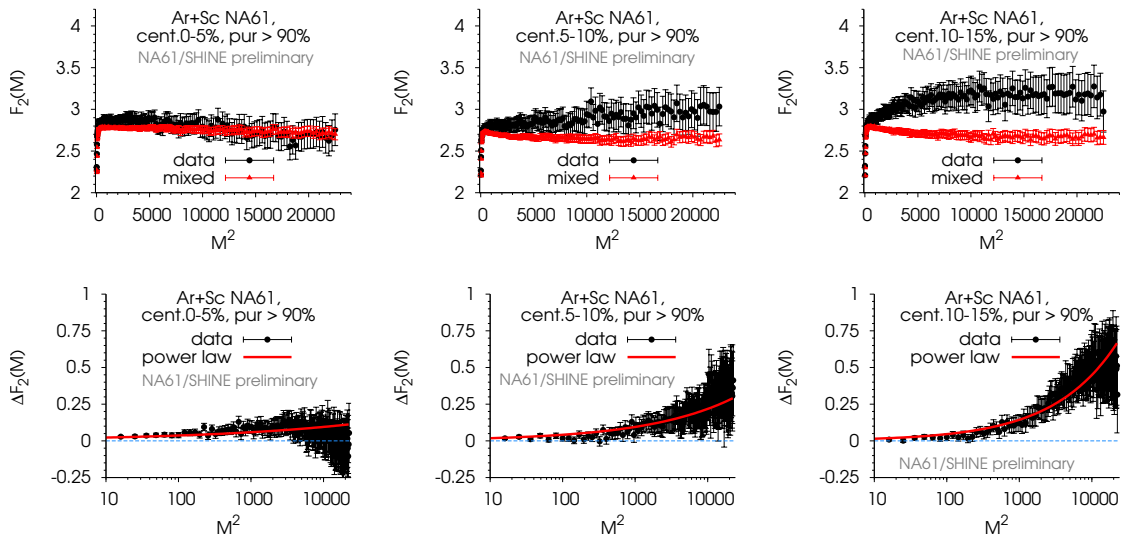 Ar+Sc NA61,
cent.0-5%, pur > 90%
NA61/SHINE preliminary
data
mixed
F2(M)
4
3.5
3
2.5
2
0 5000 10000 15000 20000
M²
Ar+Sc NA61,
cent.5-10%, pur > 90%
NA61/SHINE preliminary
data
mixed
F2(M)
4
3.5
3
2.5
2
0 5000 10000 15000 20000
M²
Ar+Sc NA61,
cent.10-15%, pur > 90%
NA61/SHINE preliminary
data
mixed
F2(M)
4
3.5
3
2.5
2
0 5000 10000 15000 20000
M²
Ar+Sc NA61,
cent.0-5%, pur > 90%
data
power law
NA61/SHINE preliminary
ΔF2(M)
1
0.75
0.5
0.25
0
-0.25
10 100 1000 10000
M²
Ar+Sc NA61,
cent.5-10%, pur > 90%
data
power law
NA61/SHINE preliminary
ΔF2(M)
1
0.75
0.5
0.25
0
-0.25
10 100 1000 10000
M²
Ar+Sc NA61,
cent.10-15%, pur > 90%
data
power law
NA61/SHINE preliminary
ΔF2(M)
1
0.75
0.5
0.25
0
-0.25
10 100 1000 10000
M²